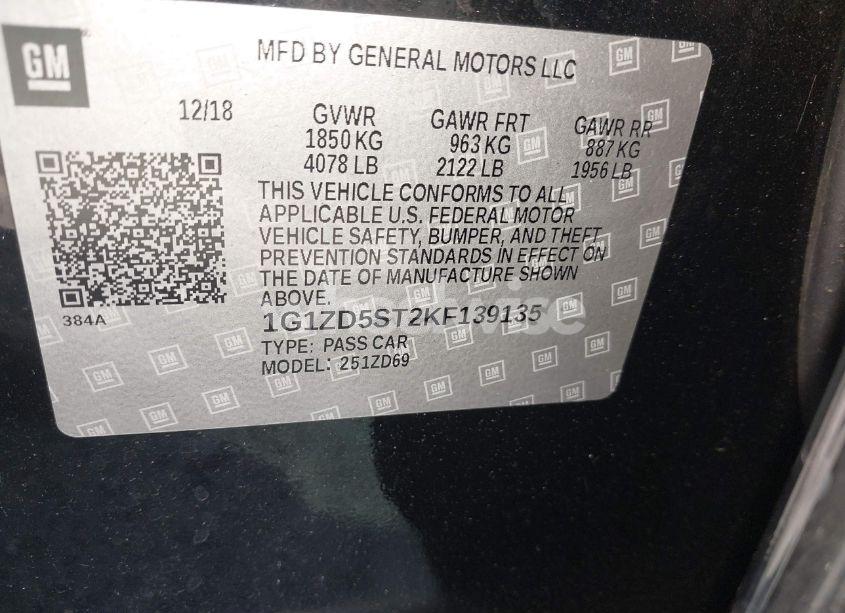 GM
MFD BY GENERAL MOTORS LLC
12/18
GVWR
1850 KG
4078 LB
GAWR FRT
963 KG
2122 LB
GAWR RR
887 KG
1956 LB
THIS VEHICLE CONFORMS TO ALL
APPLICABLE U.S. FEDERAL MOTOR
VEHICLE SAFETY, BUMPER, AND THEFT
PREVENTION STANDARDS IN EFFECT ON
THE DATE OF MANUFACTURE SHOWN
ABOVE.
384A
1G1ZD5ST2KF139135
TYPE: PASS CAR
MODEL: 251ZD69